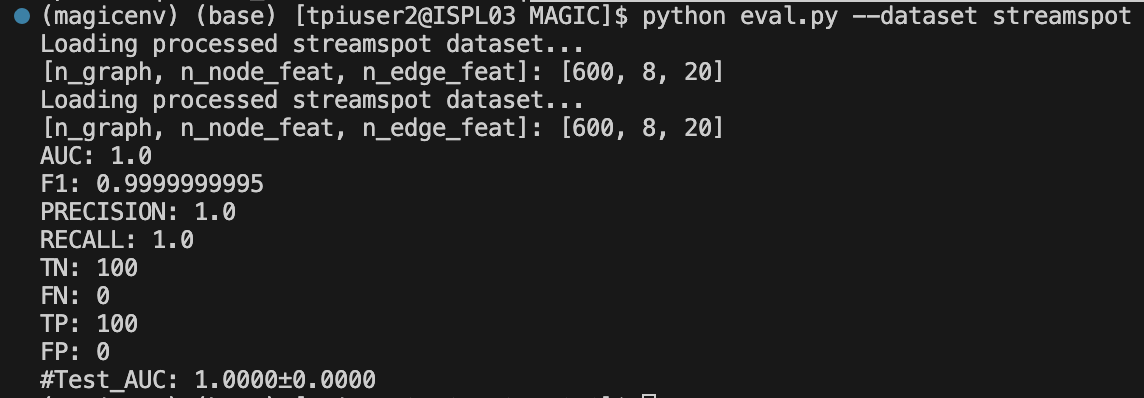 (magicenv) (base) [tpiuser2@ISPL03 MAGIC]$ python eval.py --dataset streamspot
Loading processed streamspot dataset...
[n_graph, n_node_feat, n_edge_feat]: [600, 8, 20]
Loading processed streamspot dataset...
[n_graph, n_node_feat, n_edge_feat]: [600, 8, 20]
AUC: 1.0
F1: 0.9999999995
PRECISION: 1.0
RECALL: 1.0
TN: 100
FN: 0
TP: 100
FP: 0
#Test_AUC: 1.0000±0.0000